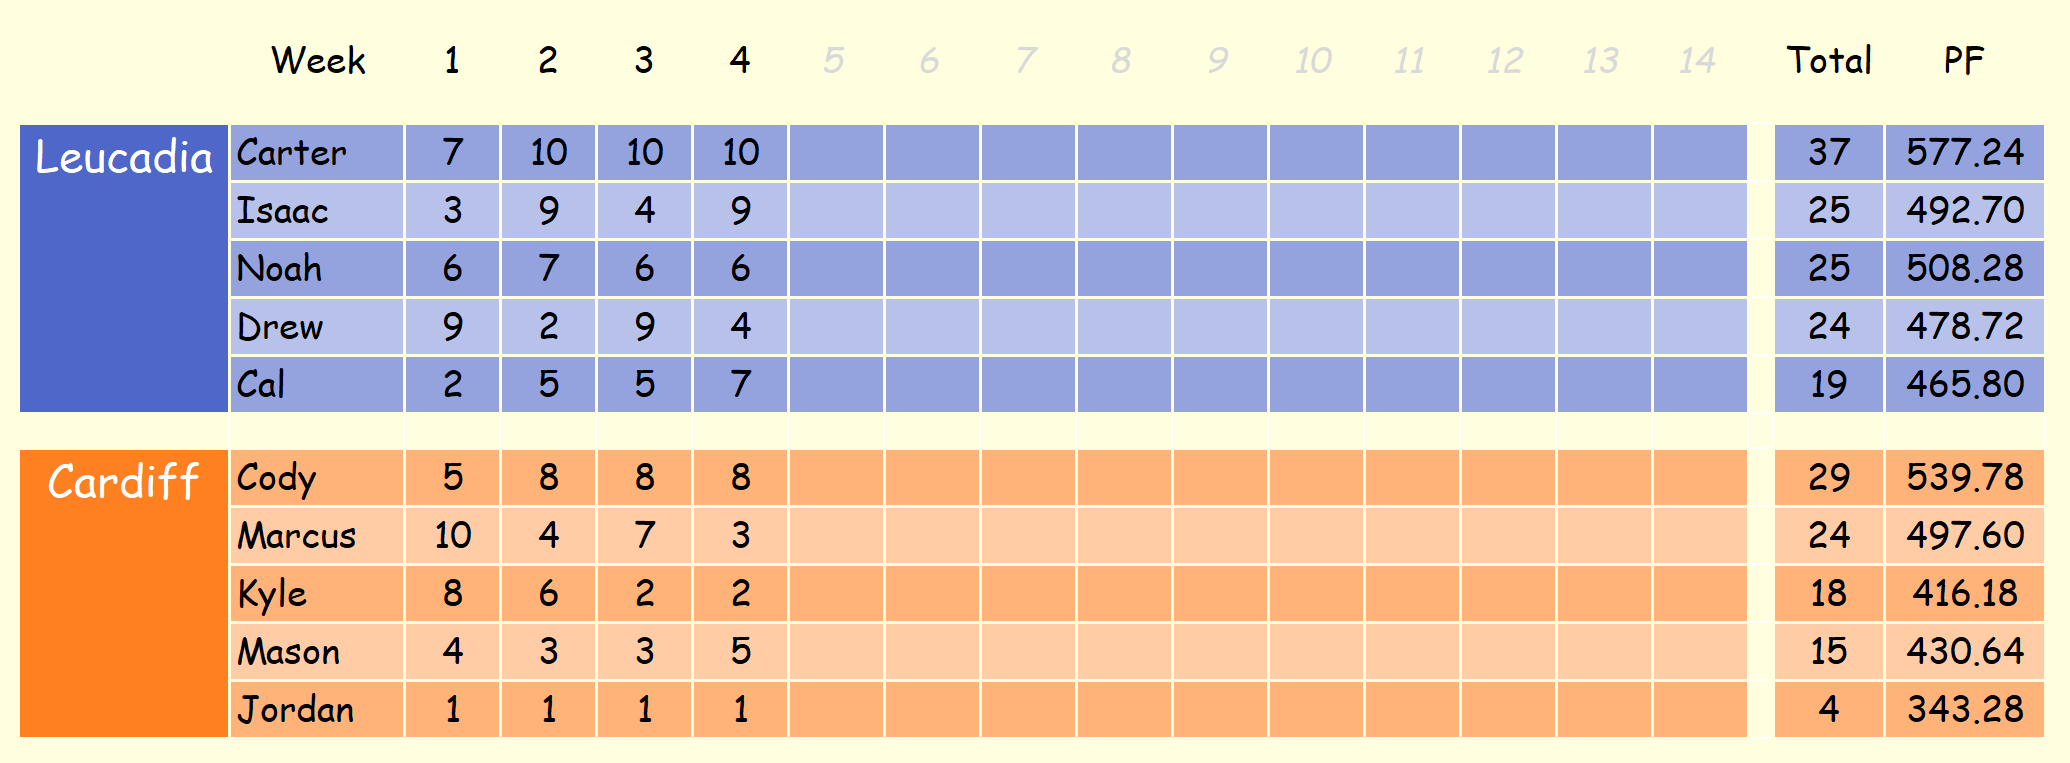 Week 1 2 3 4 5 6 7 8 9 10 11 12 13 14 Total PF
Leucadia Carter 7 10 10 10 37 577.24
Isaac 3 9 4 9 25 492.70
Noah 6 7 6 6 25 508.28
Drew 9 2 9 4 24 478.72
Cal 2 5 5 7 19 465.80
Cardiff Cody 5 8 8 8 29 539.78
Marcus 10 4 7 3 24 497.60
Kyle 8 6 2 2 18 416.18
Mason 4 3 3 5 15 430.64
Jordan 1 1 1 1 4 343.28